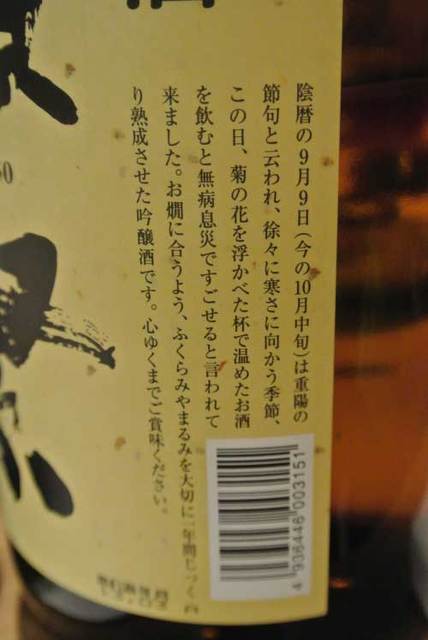 陰暦の9月9日(今の10月中旬)は重陽の
節句と云われ、徐々に寒さに向かう季節、
この日、菊の花を浮かべた杯で温めたお酒
を飲むと無病息災ですごせると言われて
来ました。お燗に合うよう、ふくらみやまるみを大切に一年間じっく
り熟成させた吟醸酒です。心ゆくまでご賞味ください。
4936446003151